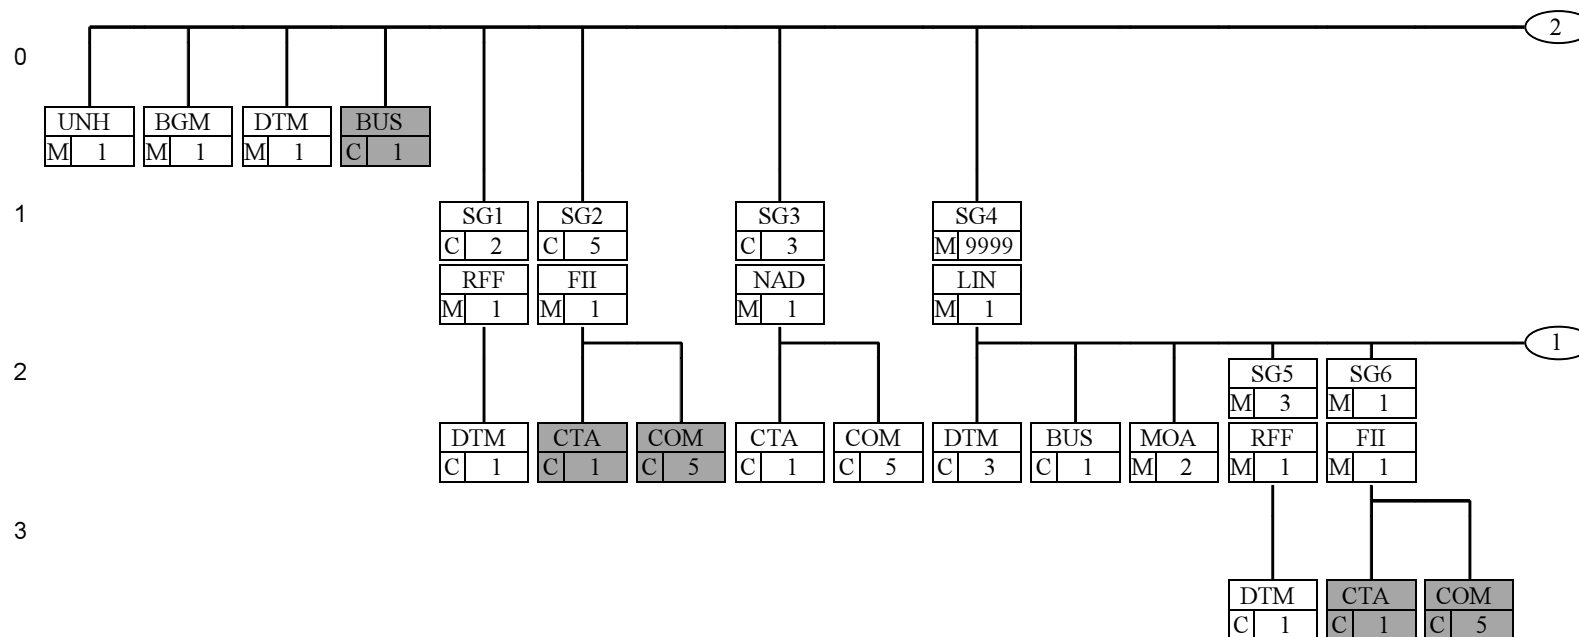 2
0
UNH BGM DTM BUS
M 1 M 1 M 1 C 1
1
SG1 SG2 SG3 SG4
C 2 C 5 C 3 M 9999
RFF FII NAD LIN
M 1 M 1 M 1 M 1
1
2
SG5 SG6
M 3 M 1
DTM CTA COM CTA COM DTM BUS MOA RFF FII
C 1 C 1 C 5 C 1 C 5 C 3 C 1 M 2 M 1 M 1
3
DTM CTA COM
C 1 C 1 C 5